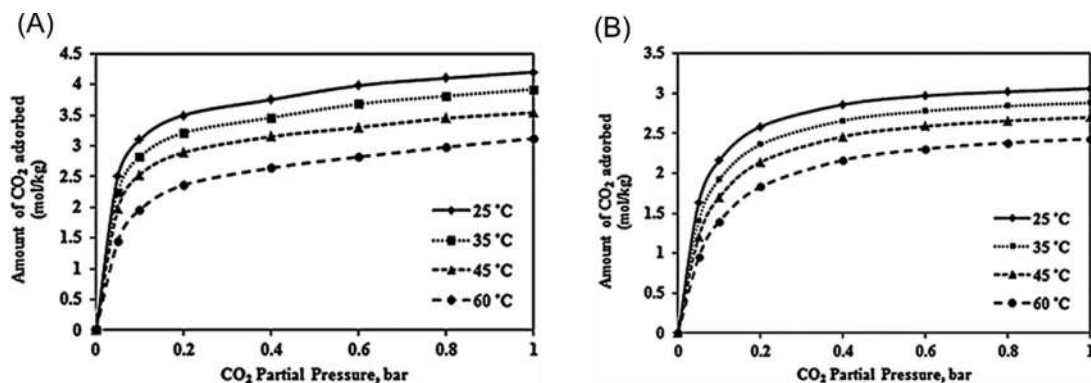 (A)
4.5
4
3.5
3
2.5
2
1.5
1
0.5
0
Amount of CO₂ adsorbed
(mol/kg)
25 °C
35 °C
45 °C
60 °C
0 0.2 0.4 0.6 0.8 1
CO₂ Partial Pressure, bar
(B)
3.5
3
2.5
2
1.5
1
0.5
0
Amount of CO₂ adsorbed
(mol/kg)
25 °C
35 °C
45 °C
60 °C
0 0.2 0.4 0.6 0.8 1
CO₂ Partial Pressure, bar